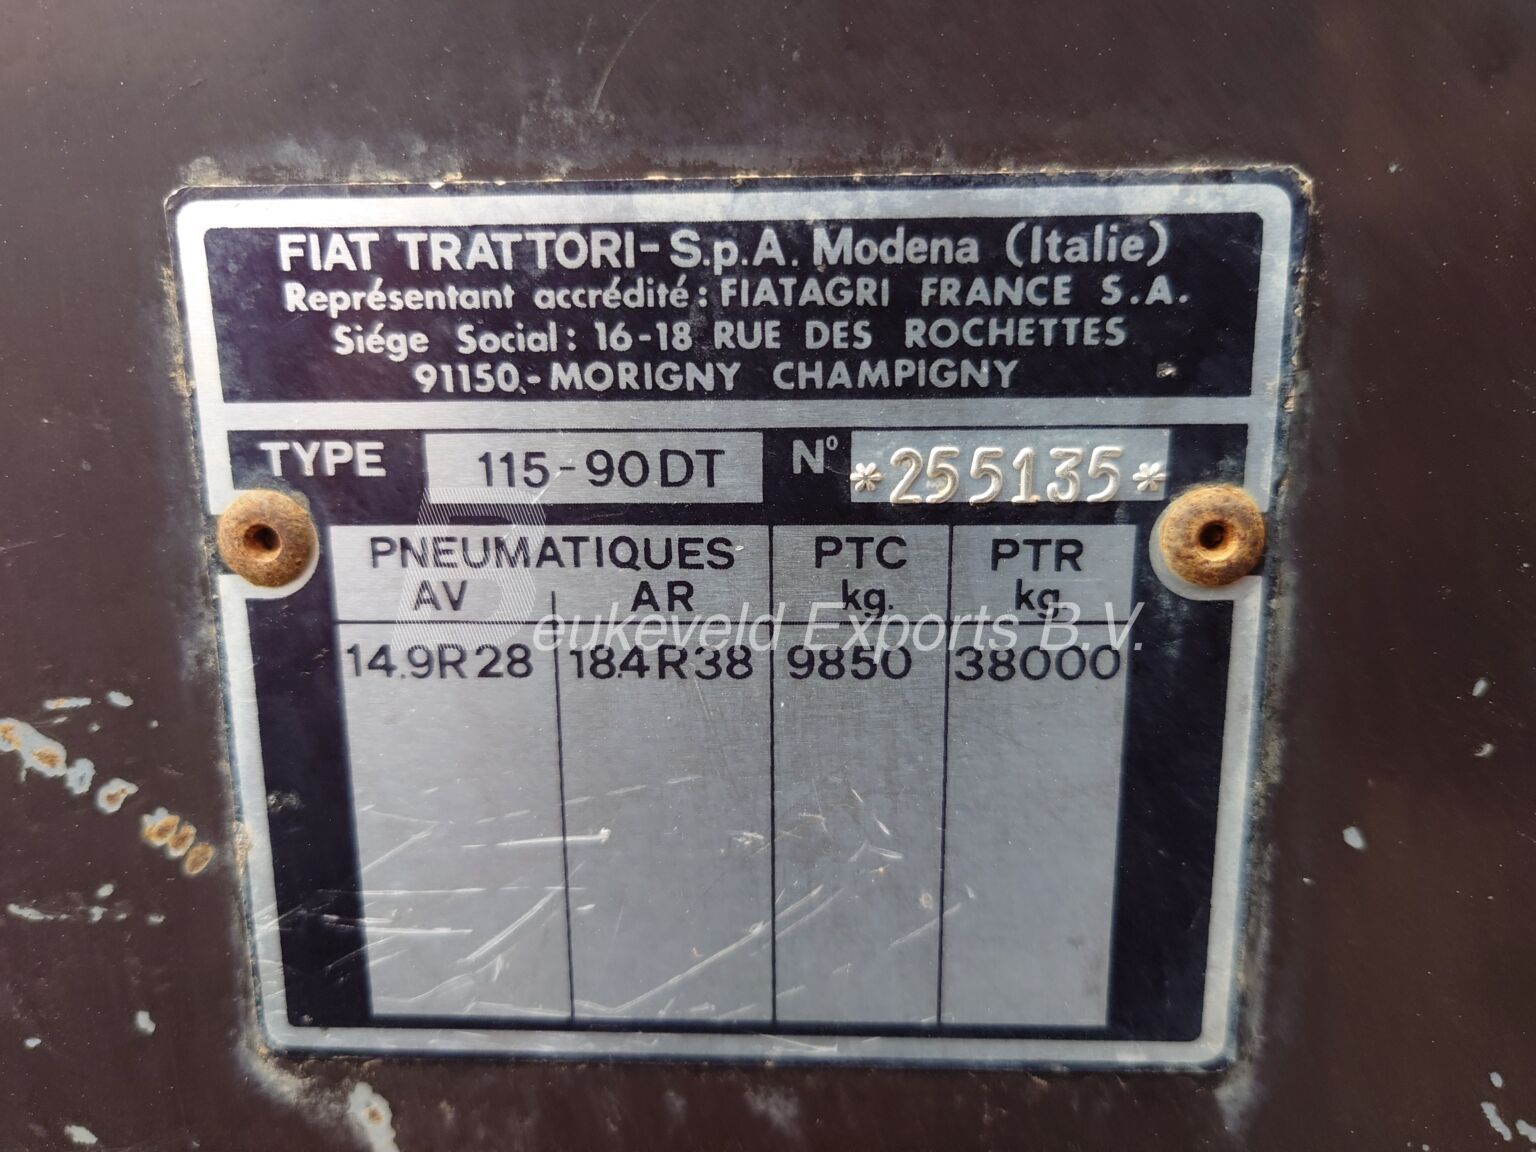 FIAT TRATTORI-S.p.A. Modena (Italie)
Représentant accrédité: FIATAGRI FRANCE S.A.
Siége Social: 16-18 RUE DES ROCHETTES
91150.-MORIGNY CHAMPIGNY
TYPE 115-90DT N° *255135*
PNEUMATIQUES PTC PTR
AV AR kg. kg
Beukeveld Exports B.V.
14.9R28 18.4R38 9850 38000